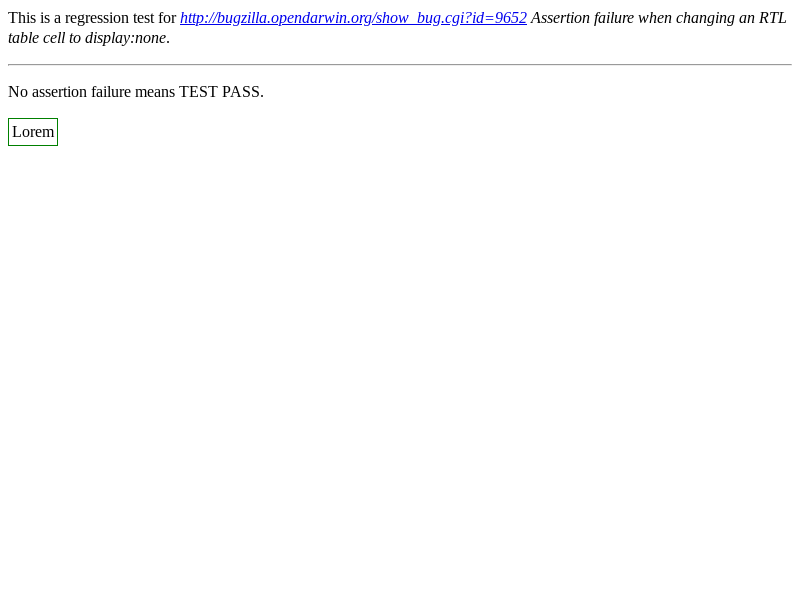 This is a regression test for http://bugzilla.opendarwin.org/show_bug.cgi?id=9652 Assertion failure when changing an RTL
table cell to display:none.
No assertion failure means TEST PASS.
Lorem